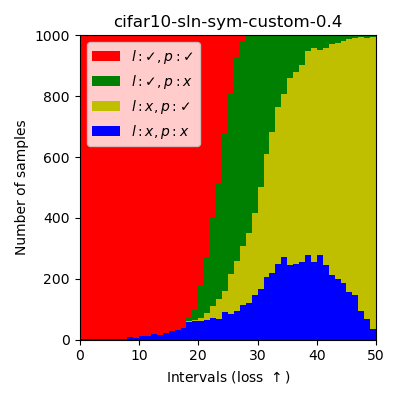 cifar10-sln-sym-custom-0.4
1000
800
600
400
200
0
Number of samples
l : ✓, p : ✓
l : ✓, p : x
l : x, p : ✓
l : x, p : x
0 10 20 30 40 50
Intervals (loss ↑)